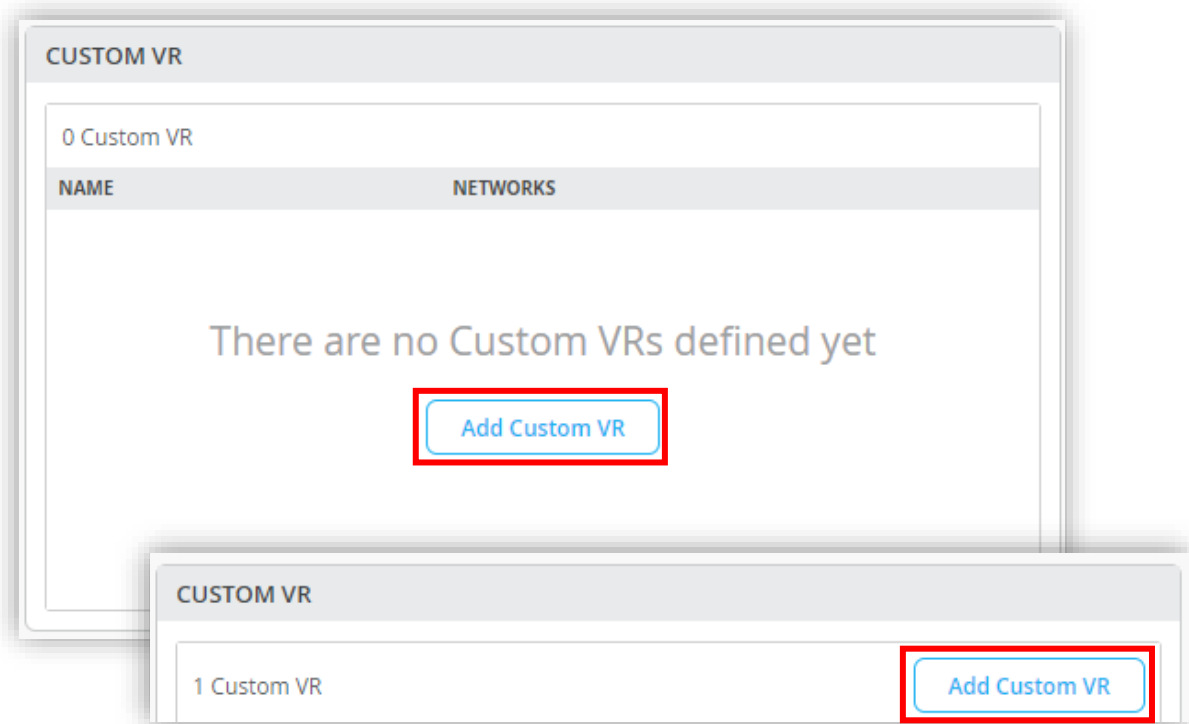 CUSTOM VR
0 Custom VR
NAME NETWORKS
There are no Custom VRs defined yet
Add Custom VR
CUSTOM VR
1 Custom VR Add Custom VR